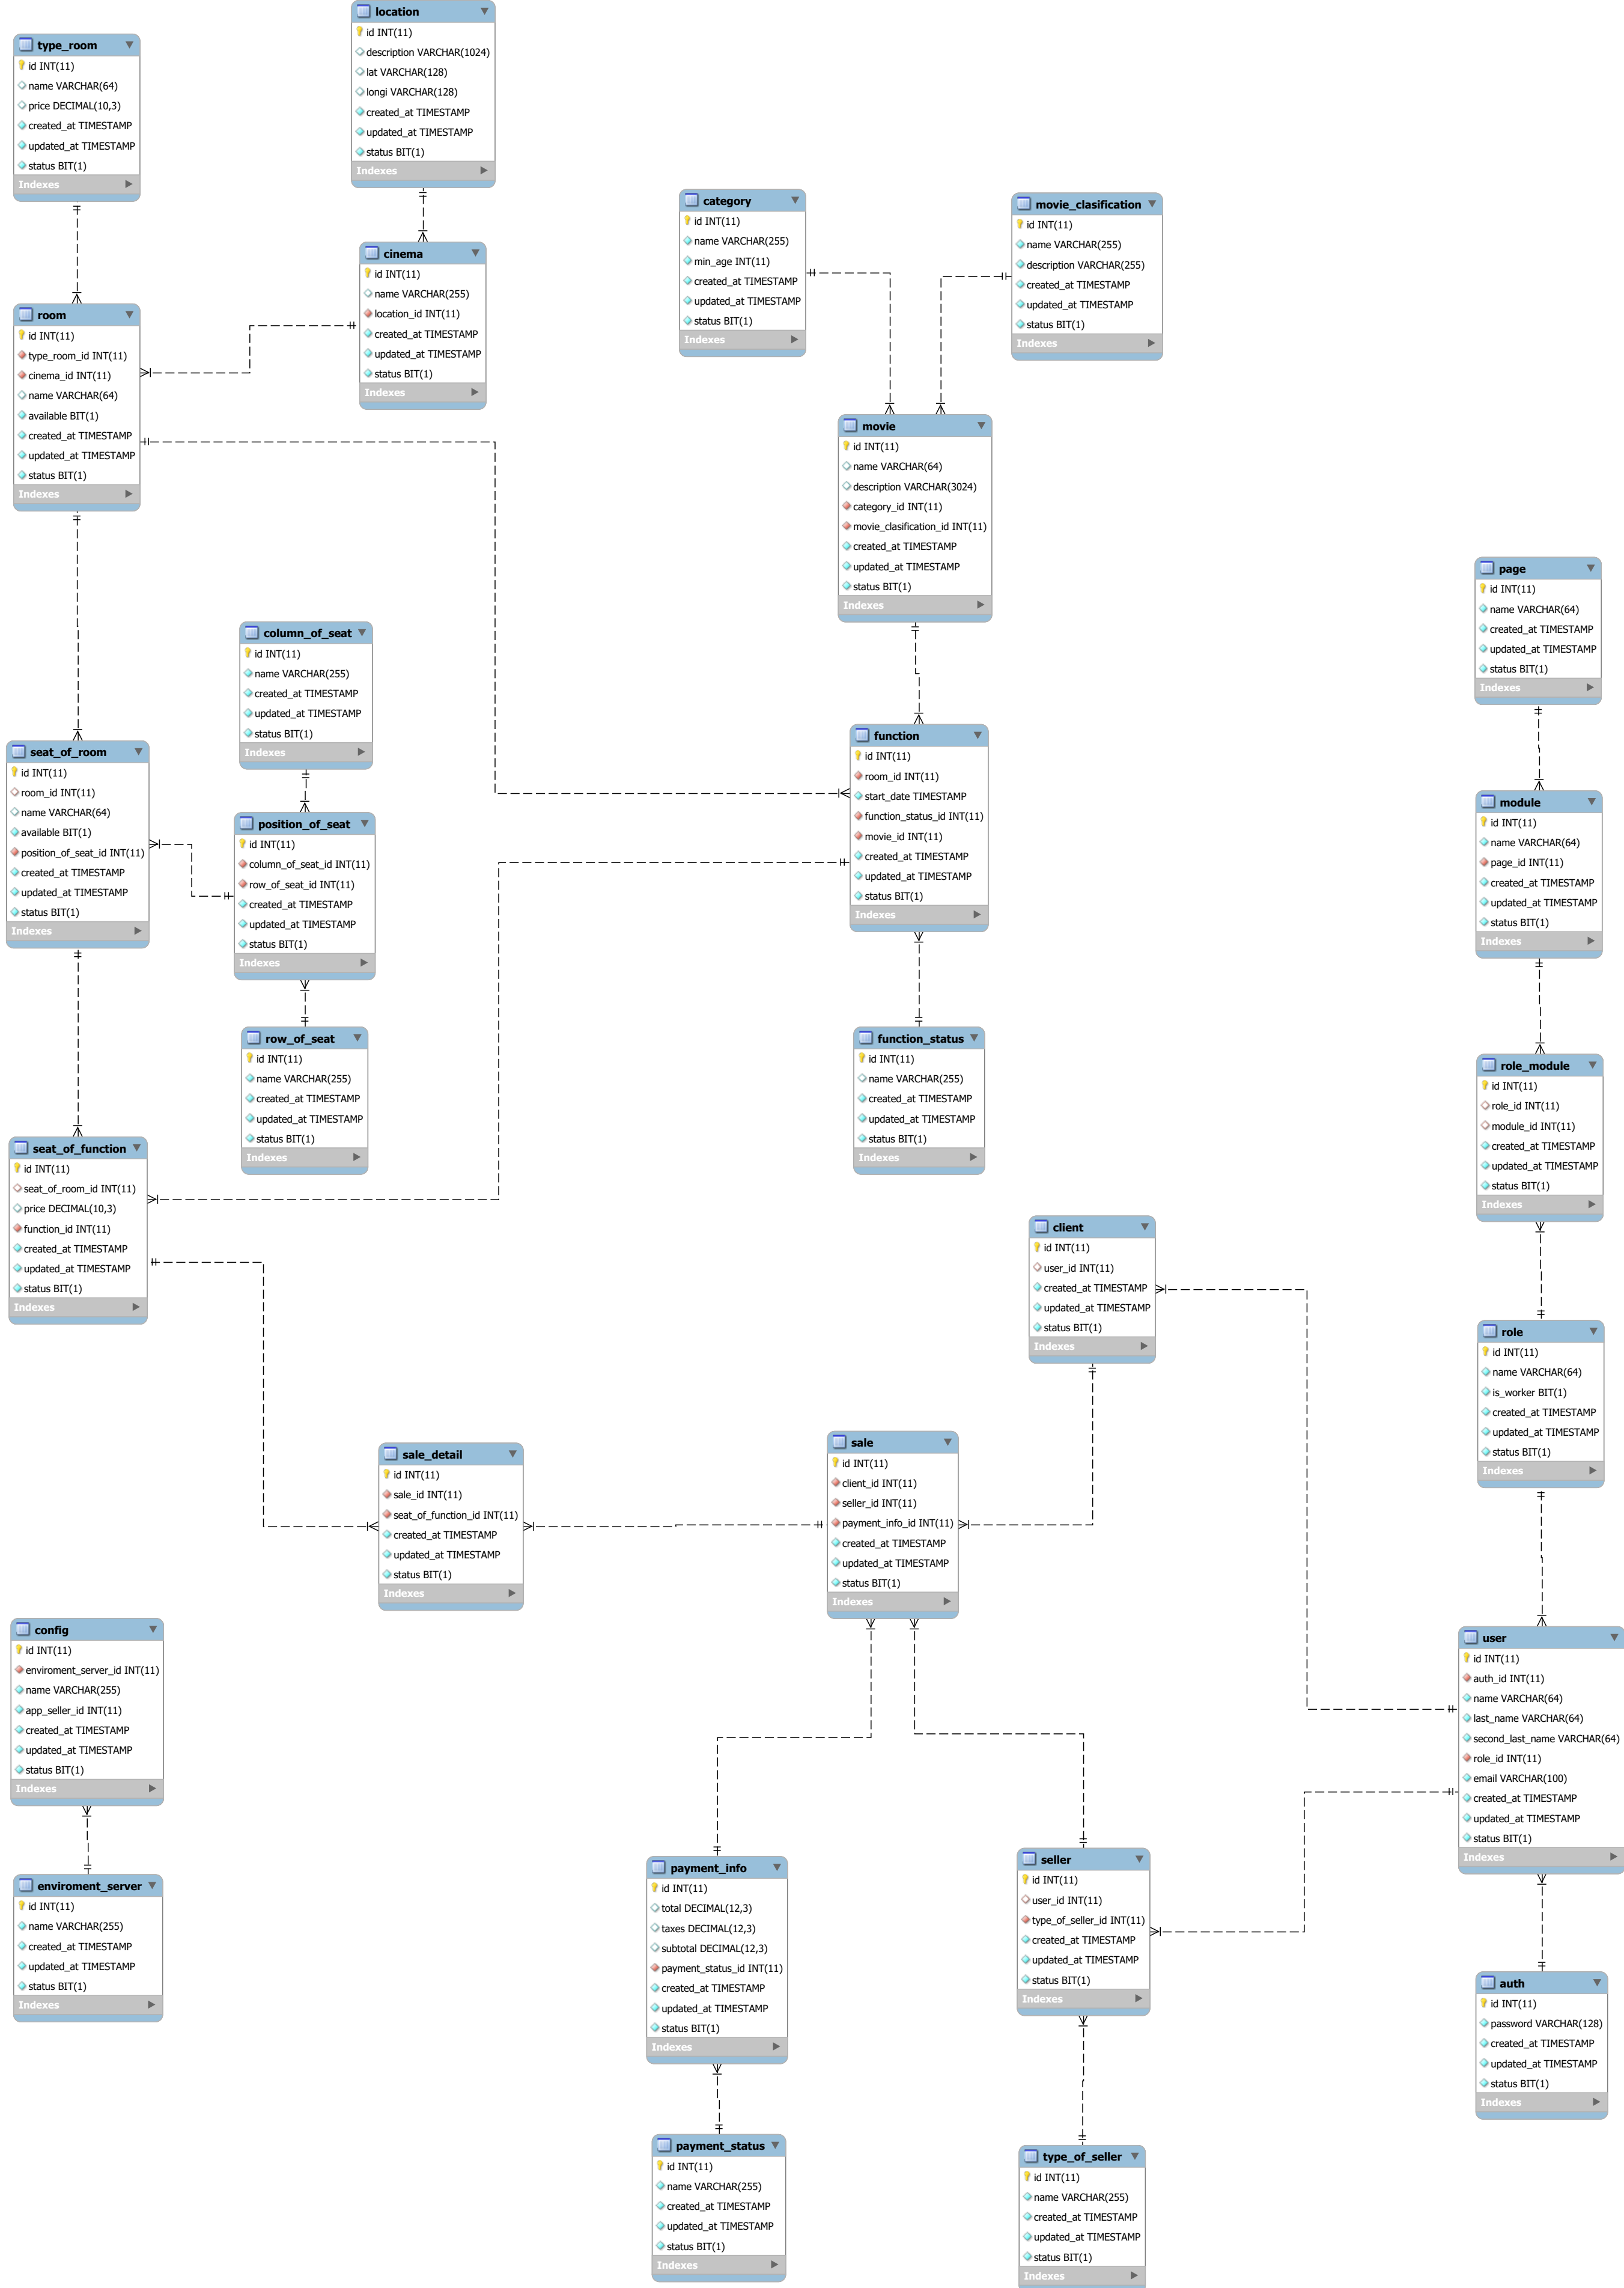 type_room
id INT(11)
name VARCHAR(64)
price DECIMAL(10,3)
created_at TIMESTAMP
updated_at TIMESTAMP
status BIT(1)
Indexes
location
id INT(11)
description VARCHAR(1024)
lat VARCHAR(128)
longi VARCHAR(128)
created_at TIMESTAMP
updated_at TIMESTAMP
status BIT(1)
Indexes
category
id INT(11)
name VARCHAR(255)
min_age INT(11)
created_at TIMESTAMP
updated_at TIMESTAMP
status BIT(1)
Indexes
movie_clasification
id INT(11)
name VARCHAR(255)
description VARCHAR(255)
created_at TIMESTAMP
updated_at TIMESTAMP
status BIT(1)
Indexes
cinema
id INT(11)
name VARCHAR(255)
location_id INT(11)
created_at TIMESTAMP
updated_at TIMESTAMP
status BIT(1)
Indexes
room
id INT(11)
type_room_id INT(11)
cinema_id INT(11)
name VARCHAR(64)
available BIT(1)
created_at TIMESTAMP
updated_at TIMESTAMP
status BIT(1)
Indexes
movie
id INT(11)
name VARCHAR(64)
description VARCHAR(3024)
category_id INT(11)
movie_clasification_id INT(11)
created_at TIMESTAMP
updated_at TIMESTAMP
status BIT(1)
Indexes
page
id INT(11)
name VARCHAR(64)
created_at TIMESTAMP
updated_at TIMESTAMP
status BIT(1)
Indexes
column_of_seat
id INT(11)
name VARCHAR(255)
created_at TIMESTAMP
updated_at TIMESTAMP
status BIT(1)
Indexes
seat_of_room
id INT(11)
room_id INT(11)
name VARCHAR(64)
available BIT(1)
position_of_seat_id INT(11)
created_at TIMESTAMP
updated_at TIMESTAMP
status BIT(1)
Indexes
position_of_seat
id INT(11)
column_of_seat_id INT(11)
row_of_seat_id INT(11)
created_at TIMESTAMP
updated_at TIMESTAMP
status BIT(1)
Indexes
function
id INT(11)
room_id INT(11)
start_date TIMESTAMP
function_status_id INT(11)
movie_id INT(11)
created_at TIMESTAMP
updated_at TIMESTAMP
status BIT(1)
Indexes
module
id INT(11)
name VARCHAR(64)
page_id INT(11)
created_at TIMESTAMP
updated_at TIMESTAMP
status BIT(1)
Indexes
row_of_seat
id INT(11)
name VARCHAR(255)
created_at TIMESTAMP
updated_at TIMESTAMP
status BIT(1)
Indexes
function_status
id INT(11)
name VARCHAR(255)
created_at TIMESTAMP
updated_at TIMESTAMP
status BIT(1)
Indexes
role_module
id INT(11)
role_id INT(11)
module_id INT(11)
created_at TIMESTAMP
updated_at TIMESTAMP
status BIT(1)
Indexes
seat_of_function
id INT(11)
seat_of_room_id INT(11)
price DECIMAL(10,3)
function_id INT(11)
created_at TIMESTAMP
updated_at TIMESTAMP
status BIT(1)
Indexes
client
id INT(11)
user_id INT(11)
created_at TIMESTAMP
updated_at TIMESTAMP
status BIT(1)
Indexes
role
id INT(11)
name VARCHAR(64)
is_worker BIT(1)
created_at TIMESTAMP
updated_at TIMESTAMP
status BIT(1)
Indexes
sale_detail
id INT(11)
sale_id INT(11)
seat_of_function_id INT(11)
created_at TIMESTAMP
updated_at TIMESTAMP
status BIT(1)
Indexes
sale
id INT(11)
client_id INT(11)
seller_id INT(11)
payment_info_id INT(11)
created_at TIMESTAMP
updated_at TIMESTAMP
status BIT(1)
Indexes
config
id INT(11)
enviroment_server_id INT(11)
name VARCHAR(255)
app_seller_id INT(11)
created_at TIMESTAMP
updated_at TIMESTAMP
status BIT(1)
Indexes
user
id INT(11)
auth_id INT(11)
name VARCHAR(64)
last_name VARCHAR(64)
second_last_name VARCHAR(64)
role_id INT(11)
email VARCHAR(100)
created_at TIMESTAMP
updated_at TIMESTAMP
status BIT(1)
Indexes
enviroment_server
id INT(11)
name VARCHAR(255)
created_at TIMESTAMP
updated_at TIMESTAMP
status BIT(1)
Indexes
payment_info
id INT(11)
total DECIMAL(12,3)
taxes DECIMAL(12,3)
subtotal DECIMAL(12,3)
payment_status_id INT(11)
created_at TIMESTAMP
updated_at TIMESTAMP
status BIT(1)
Indexes
seller
id INT(11)
user_id INT(11)
type_of_seller_id INT(11)
created_at TIMESTAMP
updated_at TIMESTAMP
status BIT(1)
Indexes
auth
id INT(11)
password VARCHAR(128)
created_at TIMESTAMP
updated_at TIMESTAMP
status BIT(1)
Indexes
payment_status
id INT(11)
name VARCHAR(255)
created_at TIMESTAMP
updated_at TIMESTAMP
status BIT(1)
Indexes
type_of_seller
id INT(11)
name VARCHAR(255)
created_at TIMESTAMP
updated_at TIMESTAMP
status BIT(1)
Indexes